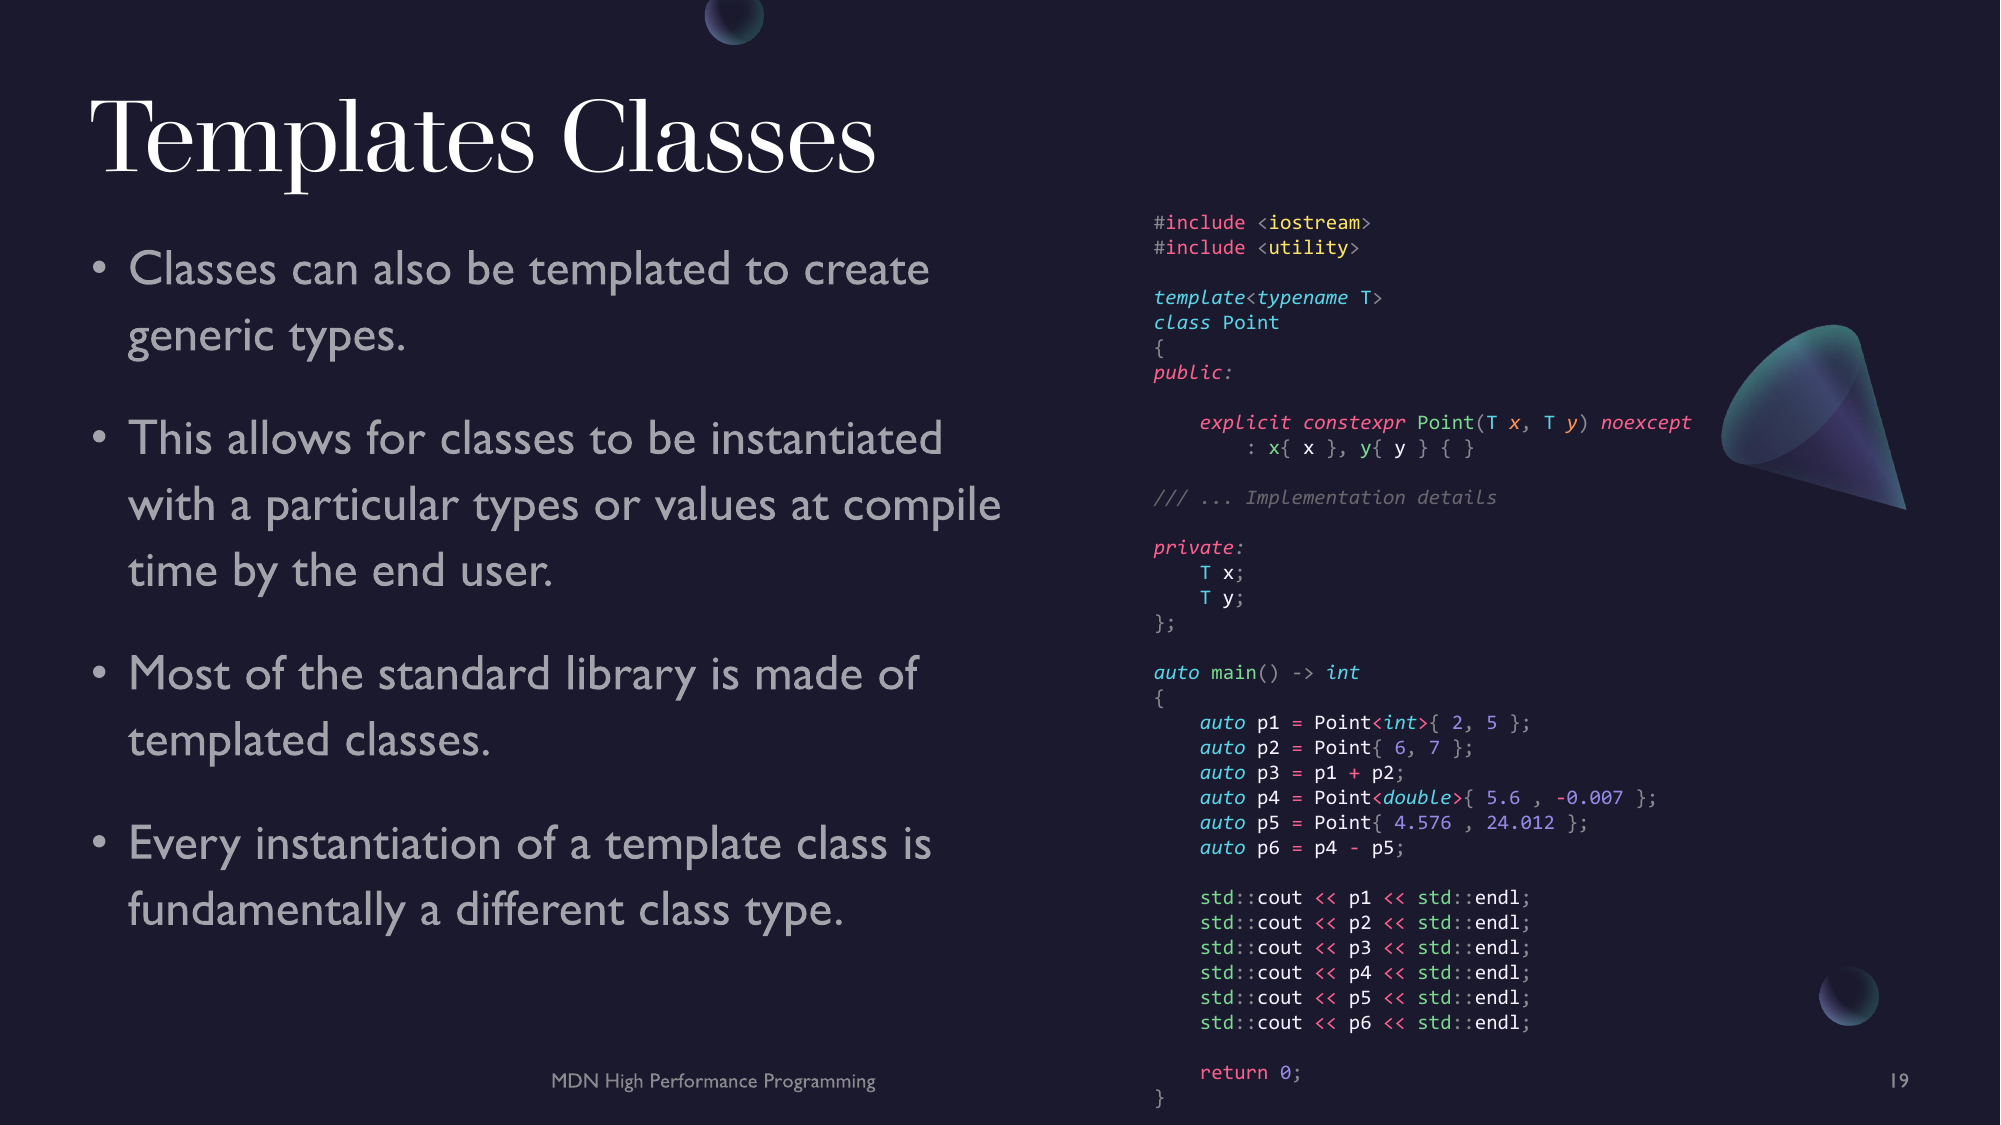 Templates Classes
• Classes can also be templated to create
generic types.
• This allows for classes to be instantiated
with a particular types or values at compile
time by the end user.
• Most of the standard library is made of
templated classes.
• Every instantiation of a template class is
fundamentally a different class type.
#include <iostream>
#include <utility>
template<typename T>
class Point
{
public:
    explicit constexpr Point(T x, T y) noexcept
        : x{ x }, y{ y } { }
/// ... Implementation details
private:
    T x;
    T y;
};
auto main() -> int
{
    auto p1 = Point<int>{ 2, 5 };
    auto p2 = Point{ 6, 7 };
    auto p3 = p1 + p2;
    auto p4 = Point<double>{ 5.6 , -0.007 };
    auto p5 = Point{ 4.576 , 24.012 };
    auto p6 = p4 - p5;
    std::cout << p1 << std::endl;
    std::cout << p2 << std::endl;
    std::cout << p3 << std::endl;
    std::cout << p4 << std::endl;
    std::cout << p5 << std::endl;
    std::cout << p6 << std::endl;
    return 0;
}
MDN High Performance Programming
19